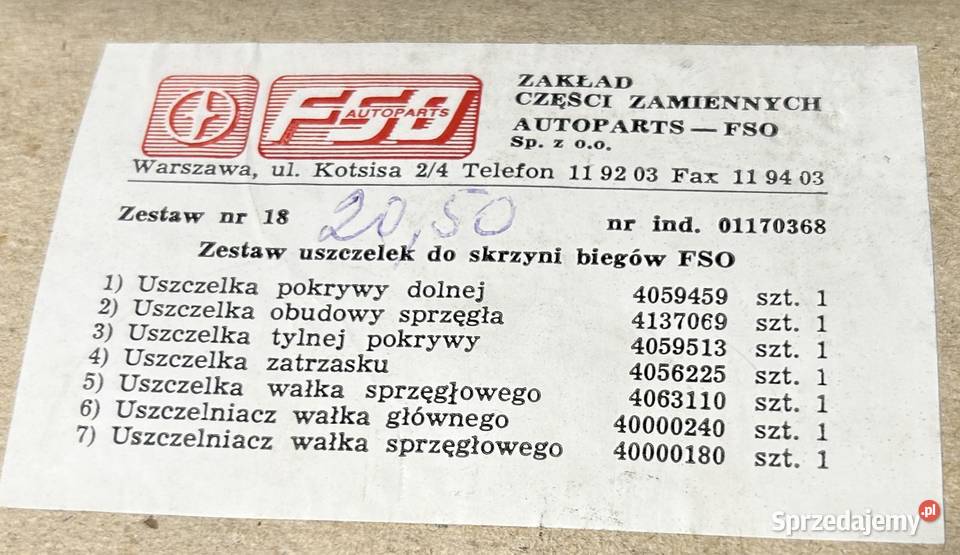 FSO
AUTOPARTS
ZAKŁAD
CZĘŚCI ZAMIENNYCH
AUTOPARTS — FSO
Sp. z o.o.
Warszawa, ul. Kotsisa 2/4 Telefon 11 92 03 Fax 11 94 03
Zestaw nr 18 20,50 nr ind. 01170368
Zestaw uszczelek do skrzyni biegów FSO
1) Uszczelka pokrywy dolnej 4059459 szt. 1
2) Uszczelka obudowy sprzęgła 4137069 szt. 1
3) Uszczelka tylnej pokrywy 4059513 szt. 1
4) Uszczelka zatrzasku 4056225 szt. 1
5) Uszczelka wałka sprzęgłowego 4063110 szt. 1
6) Uszczelniacz wałka głównego 40000240 szt. 1
7) Uszczelniacz wałka sprzęgłowego 40000180 szt. 1
Sprzedajemy.pl